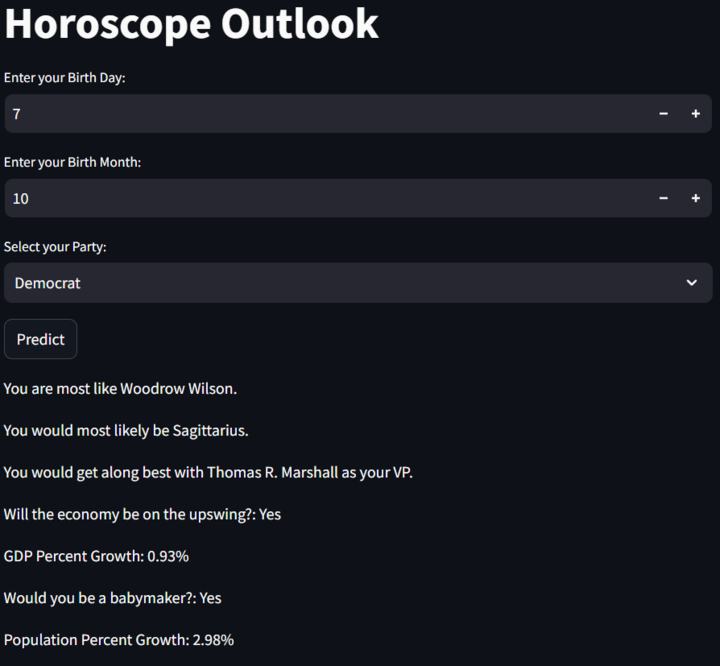 Horoscope Outlook
Enter your Birth Day:
7
Enter your Birth Month:
10
Select your Party:
Democrat
Predict
You are most like Woodrow Wilson.
You would most likely be Sagittarius.
You would get along best with Thomas R. Marshall as your VP.
Will the economy be on the upswing?: Yes
GDP Percent Growth: 0.93%
Would you be a babymaker?: Yes
Population Percent Growth: 2.98%